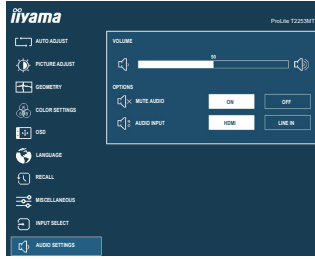 iiyama
ProLite T2253MT
AUTO ADJUST
PICTURE ADJUST
GEOMETRY
COLOR SETTINGS
OSD
LANGUAGE
RECALL
MISCELLANEOUS
INPUT SELECT
AUDIO SETTINGS
VOLUME
50
OPTIONS
MUTE AUDIO ON OFF
AUDIO INPUT HDMI LINE IN